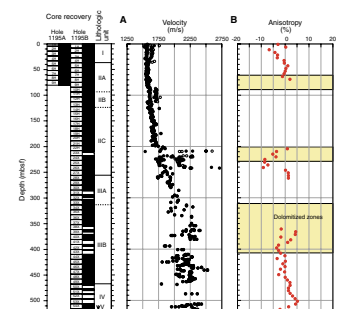 Core recovery
Hole 1195A
Hole 1195B
Lithologic unit
A
Velocity (m/s)
1250 1750 2250 2750
B
Anisotropy (%)
-20 -10 0 10 20
Depth (mbsf)
0
50
100
150
200
250
300
350
400
450
500
I
IIA
IIB
IIC
IIIA
IIIB
IV
V
Dolomitized zones